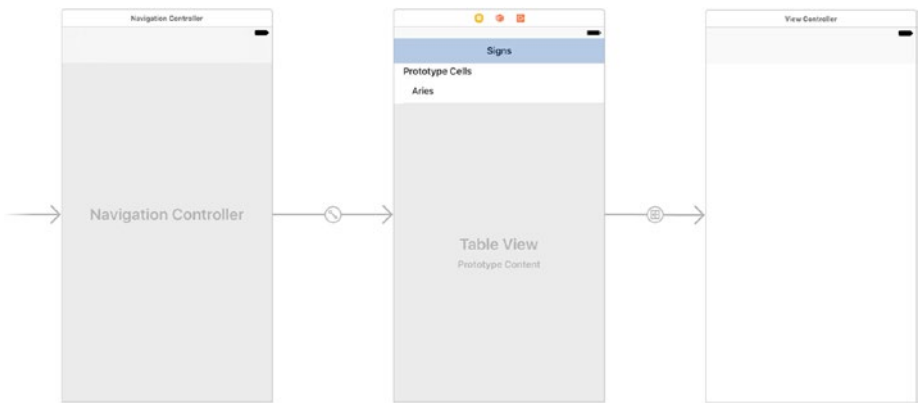 Navigation Controller
Navigation Controller
Signs
Prototype Cells
Aries
Table View
Prototype Content
View Controller